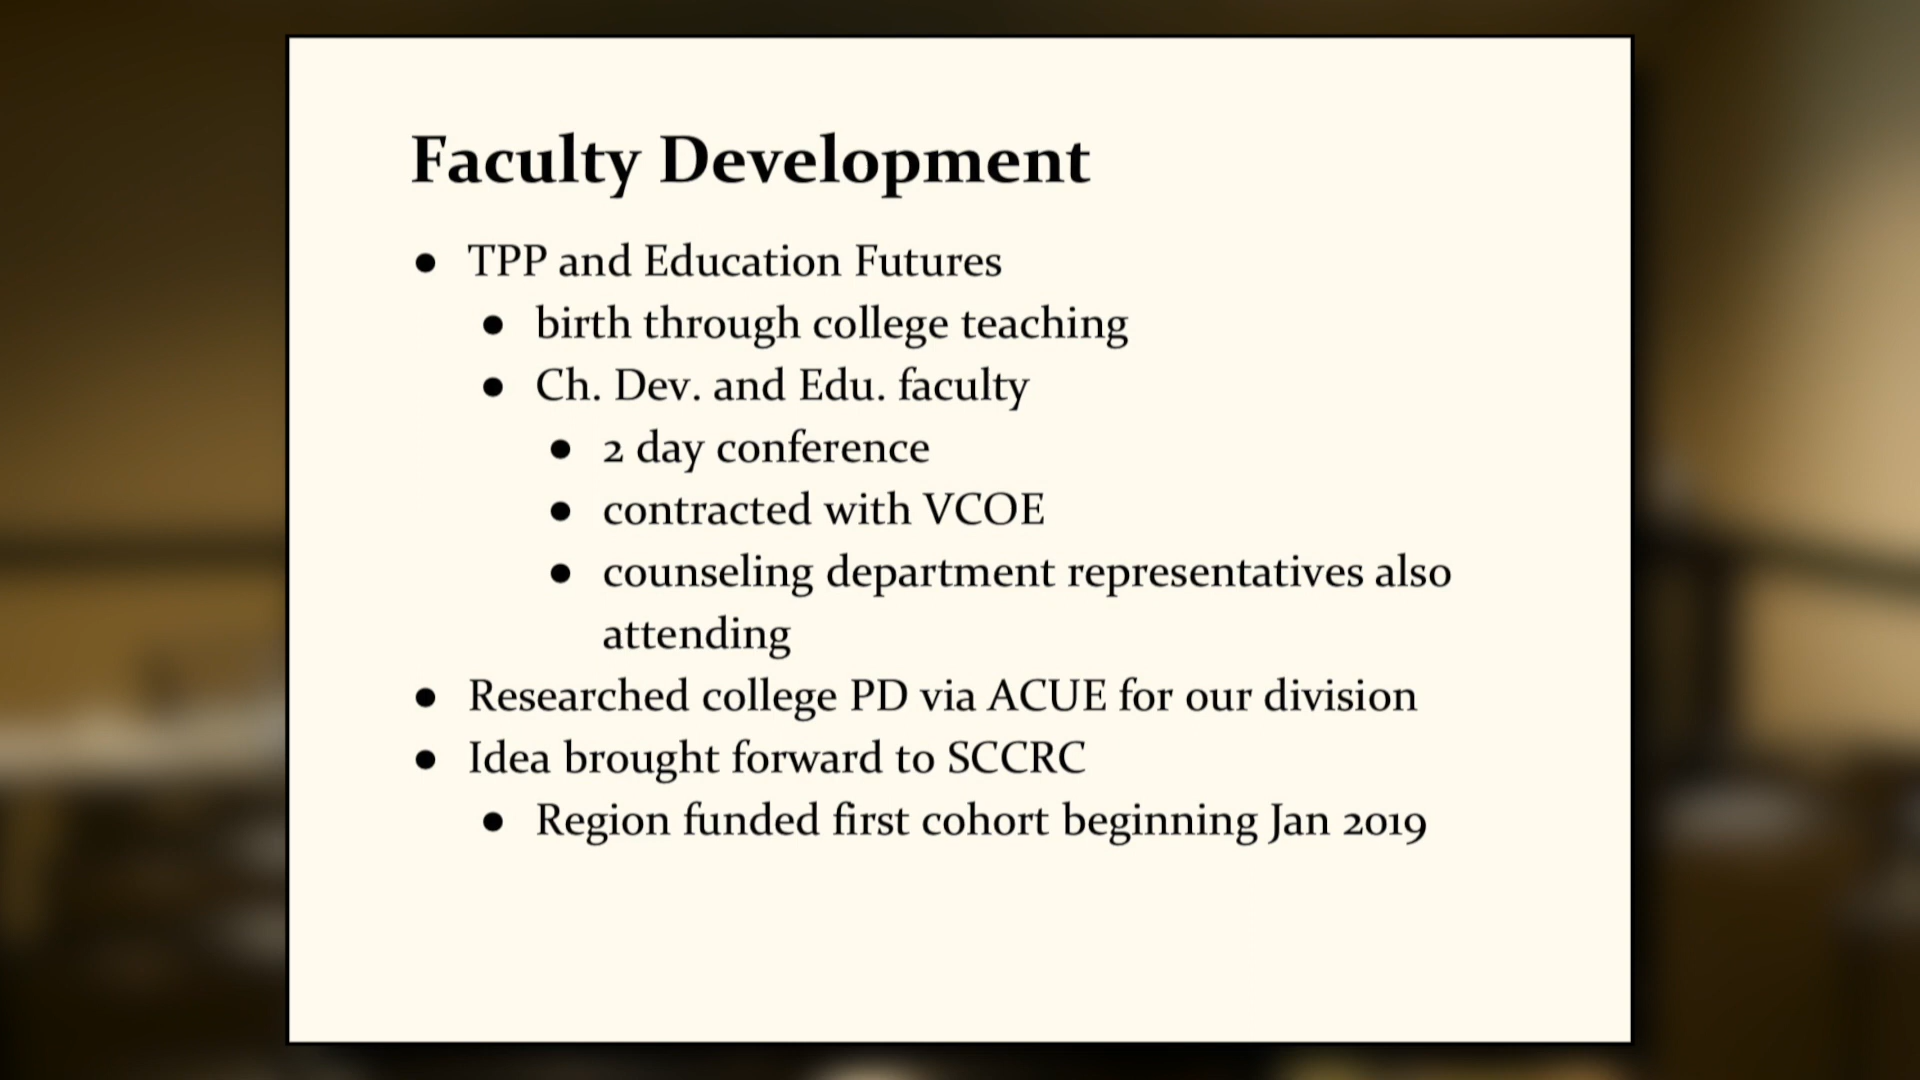 Faculty Development
● TPP and Education Futures
● birth through college teaching
● Ch. Dev. and Edu. faculty
● 2 day conference
● contracted with VCOE
● counseling department representatives also
attending
● Researched college PD via ACUE for our division
● Idea brought forward to SCCRC
● Region funded first cohort beginning Jan 2019